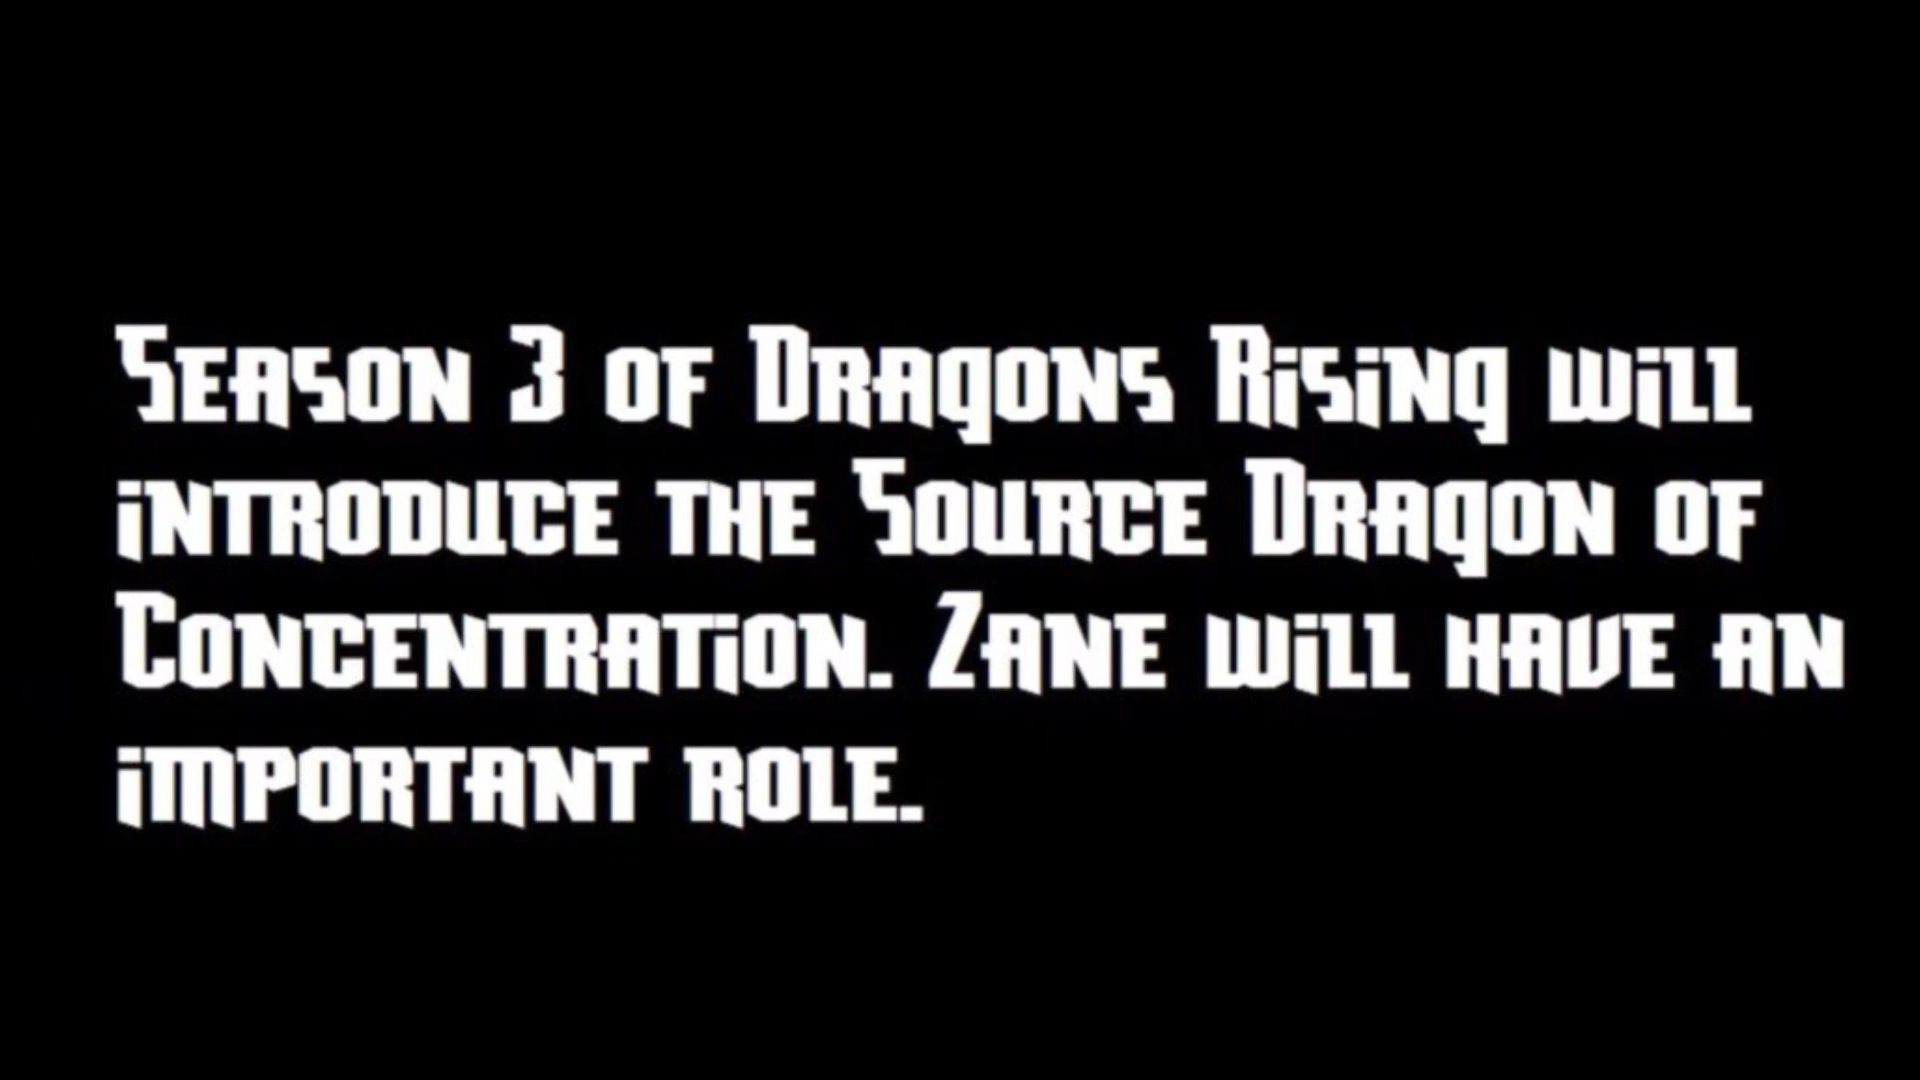 Season 3 of Dragons Rising will
introduce the Source Dragon of
Concentration. Zane will have an
important role.